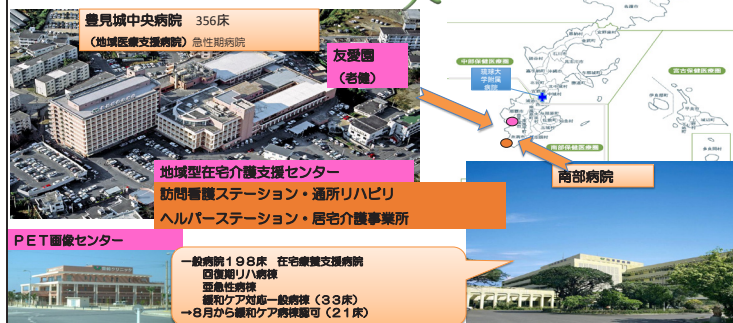 豊見城中央病院　356床
（地域医療支援病院）急性期病院
友愛園
（老健）
中部保健医療圏
琉球大
学附属
病院
宮古保健医療圏
南部保健医療圏
南部病院
地域型在宅介護支援センター
訪問看護ステーション・通所リハビリ
ヘルパーステーション・居宅介護事業所
ＰＥＴ画像センター
一般病院１９８床　在宅療養支援病院
回復期リハ病棟
亜急性病棟
緩和ケア対応一般病棟（３３床）
→８月から緩和ケア病棟認可（２１床）